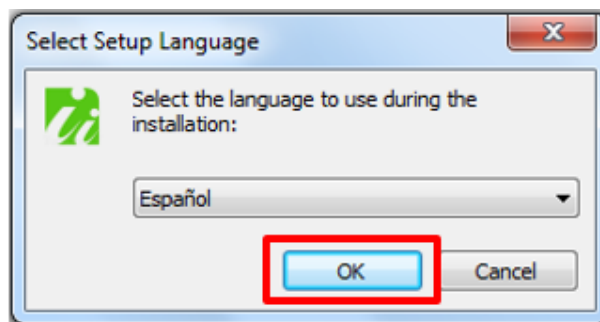 Select Setup Language
Select the language to use during the
installation:
Español
OK
Cancel